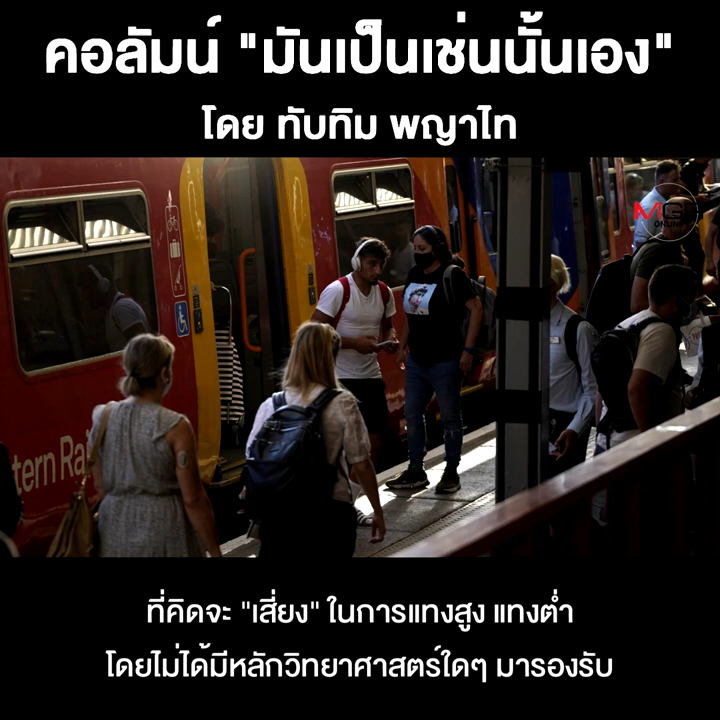 คอลัมน์ "มันเป็นเช่นนั้นเอง"
โดย ทับทิม พญาไท
MGR
ONLINE
tern Rai
ที่คิดจะ "เสี่ยง" ในการแทงสูง แทงต่ำ
โดยไม่ได้มีหลักวิทยาศาสตร์ใดๆ มารองรับ